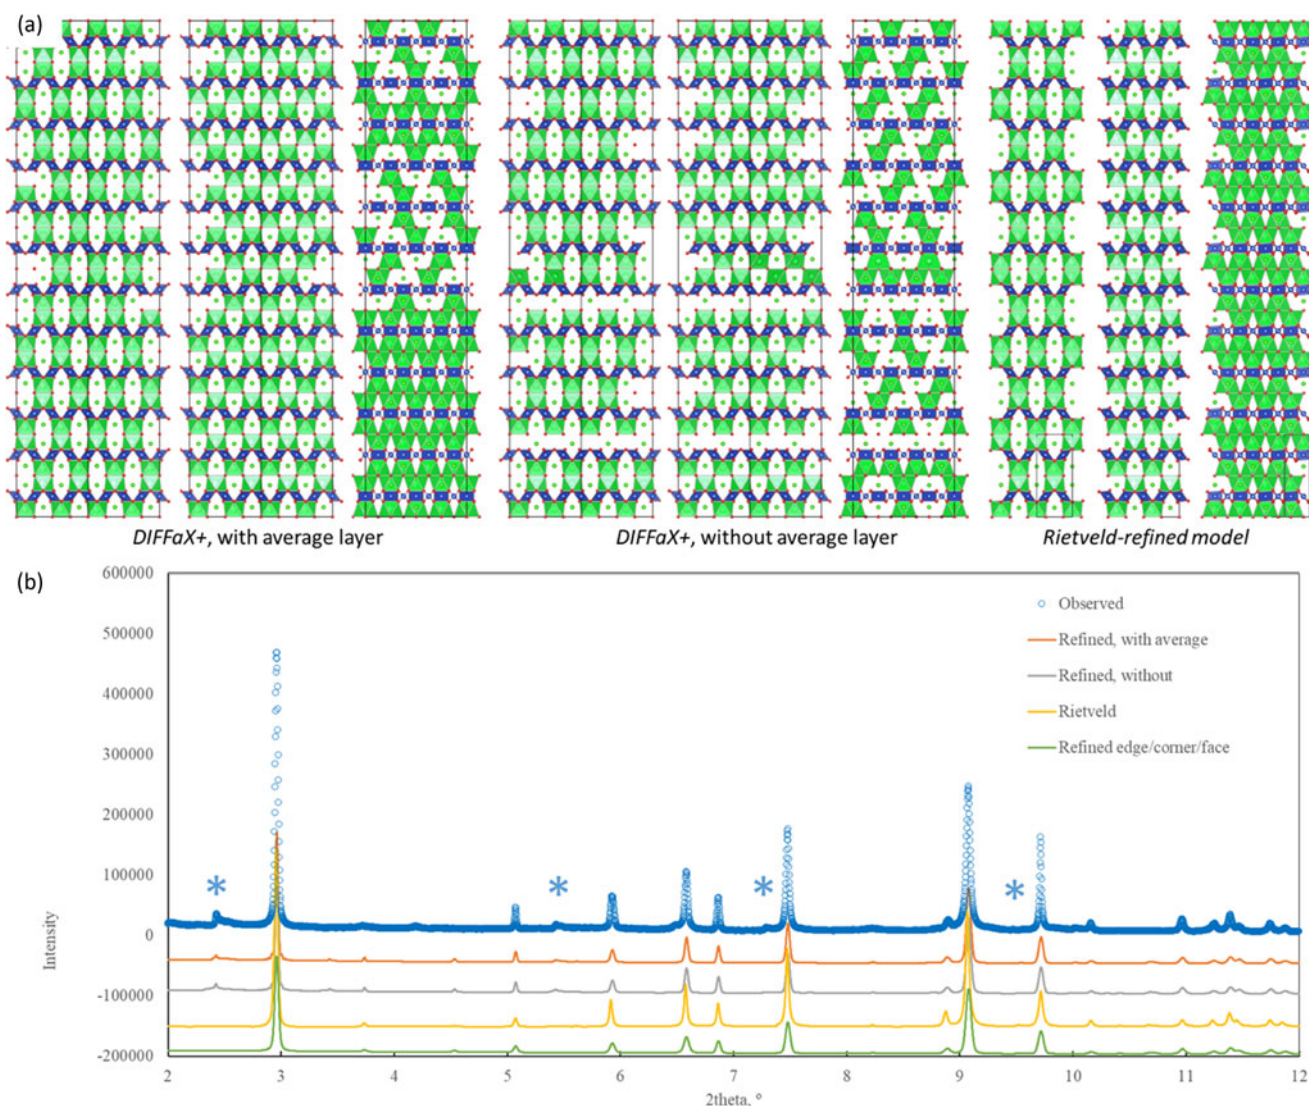 (a)
DIFFaX+, with average layer
DIFFaX+, without average layer
Rietveld-refined model
(b)
600000
500000
400000
300000
200000
100000
0
-100000
-200000
Intensity
Observed
Refined, with average
Refined, without
Rietveld
Refined edge/corner/face
*
*
*
*
2 3 4 5 6 7 8 9 10 11 12
2theta, º